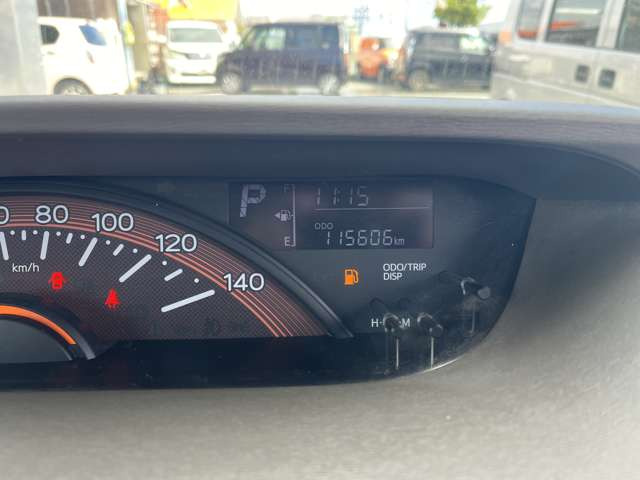 P F 11:15
ODO
E 115606 km
80 100 120 140
km/h
ODO/TRIP
DISP
H M